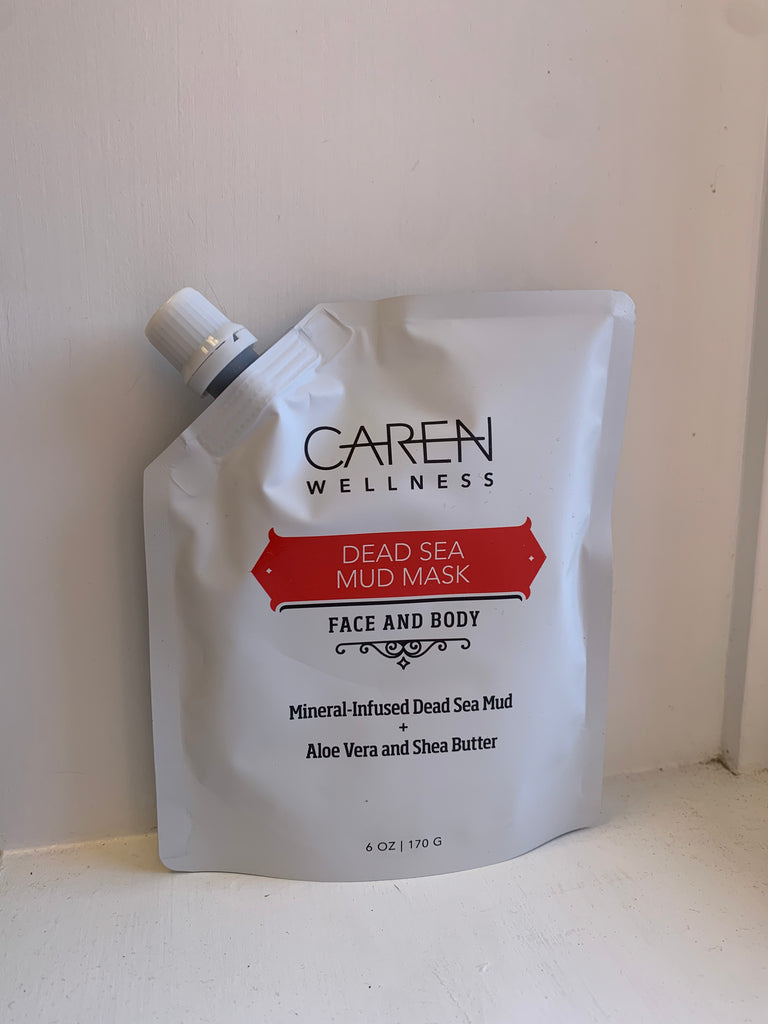 CAREN
WELLNESS
DEAD SEA
MUD MASK
FACE AND BODY
Mineral-Infused Dead Sea Mud
+
Aloe Vera and Shea Butter
6 OZ | 170 G